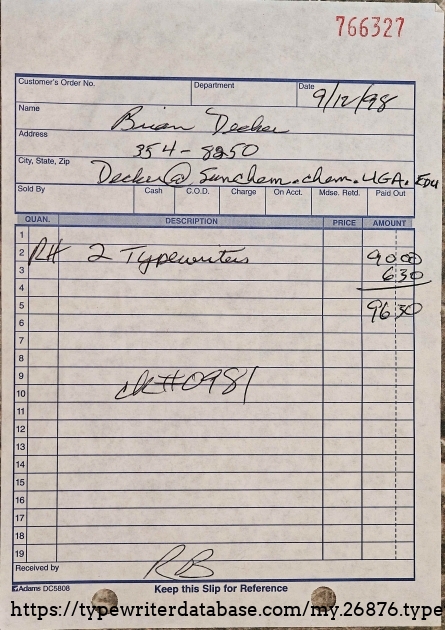 766327
Customer's Order No. Department Date 9/12/98
Name Brian Decker
Address 354-8250
City, State, Zip Decker@Sunchem.chem.UGA.Edu
Sold By Cash C.O.D. Charge On Acct. Mdse. Retd. Paid Out
QUAN. DESCRIPTION PRICE AMOUNT
1
2 RH 2 Typewriters 90 00
3 6 30
4
5 96 30
6
7
8
9
10 ck#0981
11
12
13
14
15
16
17
18
19
Received by RB
Adams DC5808 Keep this Slip for Reference
https://typewriterdatabase.com/my.26876.type